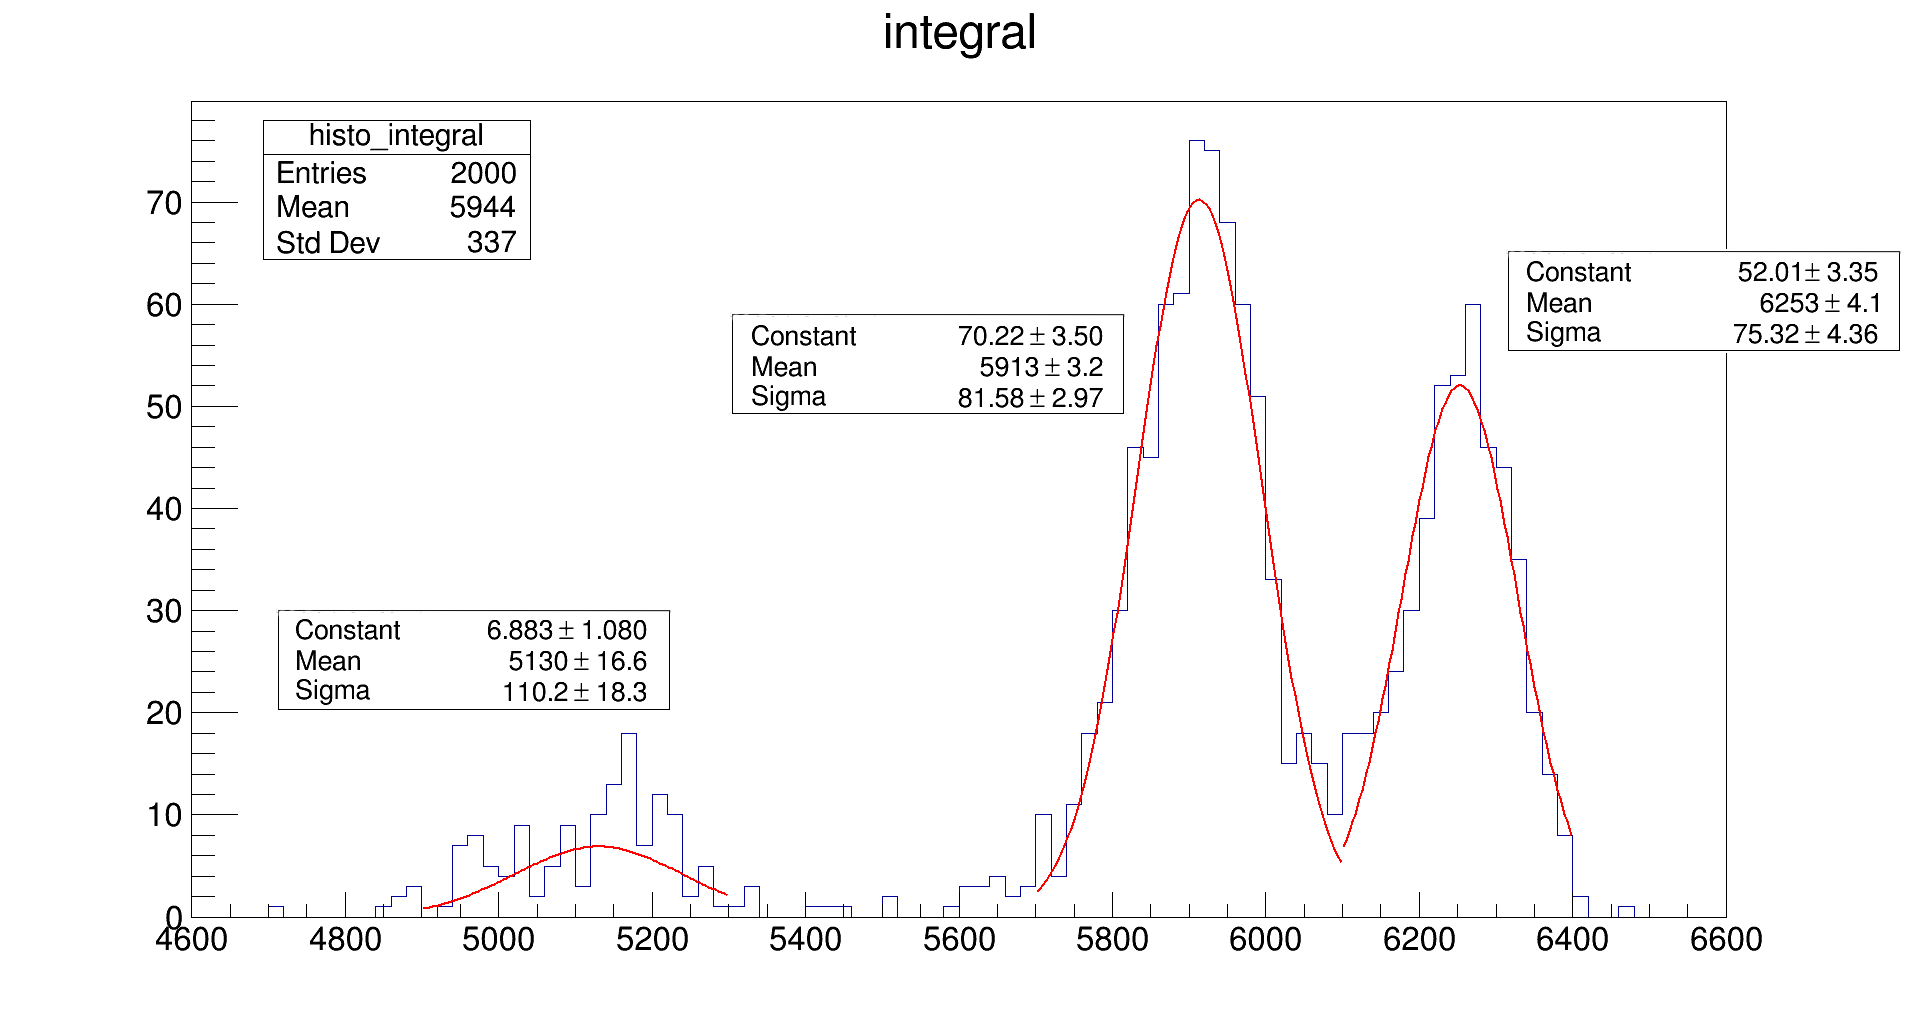 integral
histo_integral
Entries 2000
Mean 5944
Std Dev 337
Constant 52.01± 3.35
Mean 6253 ± 4.1
Sigma 75.32 ± 4.36
Constant 70.22 ± 3.50
Mean 5913 ± 3.2
Sigma 81.58 ± 2.97
Constant 6.883 ± 1.080
Mean 5130 ± 16.6
Sigma 110.2 ± 18.3
70
60
50
40
30
20
10
0
4600 4800 5000 5200 5400 5600 5800 6000 6200 6400 6600